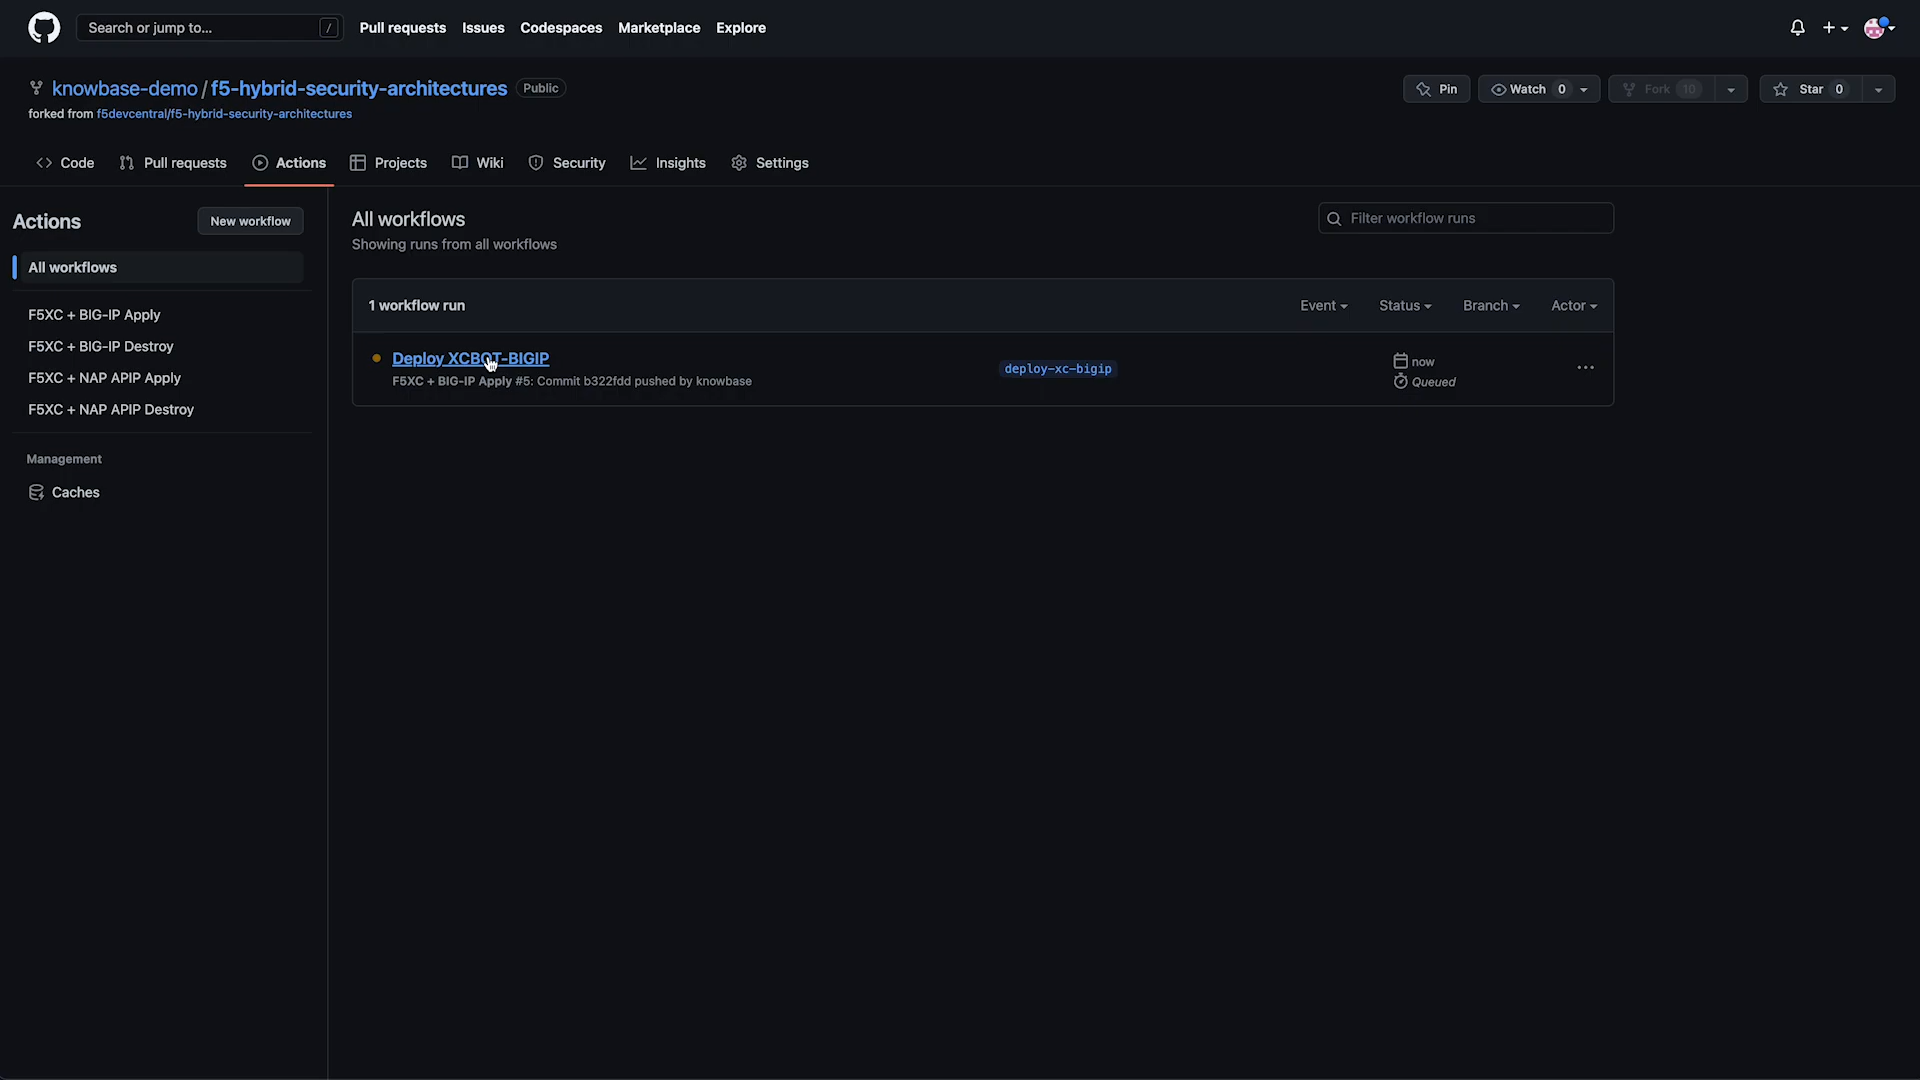 Search or jump to... /
Pull requests Issues Codespaces Marketplace Explore
knowbase-demo / f5-hybrid-security-architectures Public
Pin Watch 0 Fork 10 Star 0
forked from f5devcentral/f5-hybrid-security-architectures
Code Pull requests Actions Projects Wiki Security Insights Settings
Actions New workflow
All workflows
F5XC + BIG-IP Apply
F5XC + BIG-IP Destroy
F5XC + NAP APIP Apply
F5XC + NAP APIP Destroy
Management
Caches
All workflows
Showing runs from all workflows
Filter workflow runs
1 workflow run Event Status Branch Actor
Deploy XCBOT-BIGIP
F5XC + BIG-IP Apply #5: Commit b322fdd pushed by knowbase
deploy-xc-bigip
now
Queued